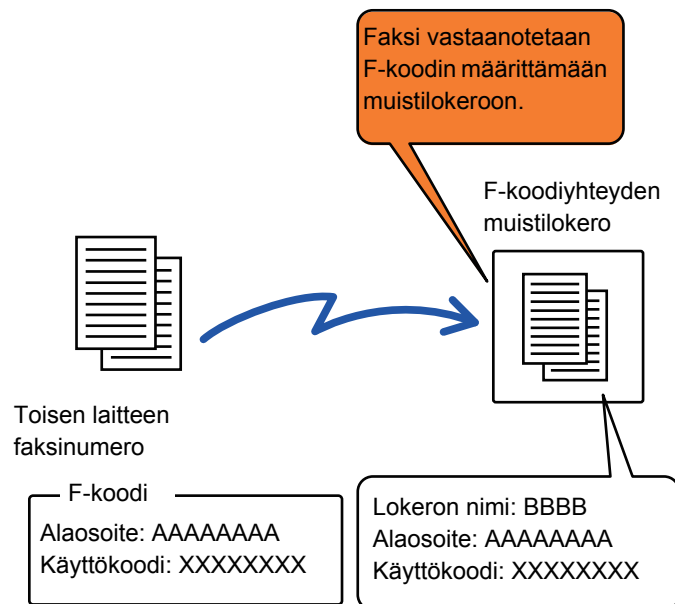 Faksi vastaanotetaan
F-koodin määrittämään
muistilokeroon.
F-koodiyhteyden
muistilokero
Toisen laitteen
faksinumero
F-koodi
Alaosoite: AAAAAAAA
Käyttökoodi: XXXXXXXX
Lokeron nimi: BBBB
Alaosoite: AAAAAAAA
Käyttökoodi: XXXXXXXX